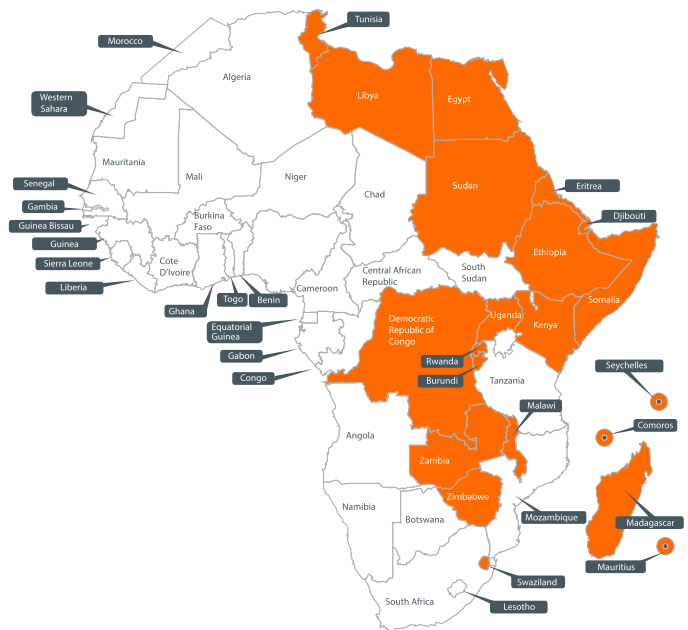 Tunisia
Morocco
Algeria
Libya
Egypt
Western
Sahara
Mauritania
Mali
Niger
Chad
Sudan
Eritrea
Senegal
Gambia
Guinea Bissau
Guinea
Sierra Leone
Liberia
Burkina
Faso
Cote
D'Ivoire
Ghana
Togo
Benin
Djibouti
Ethiopia
Somalia
South
Sudan
Central African
Republic
Cameroon
Equatorial
Guinea
Gabon
Congo
Democratic
Republic of
Congo
Uganda
Kenya
Rwanda
Burundi
Tanzania
Seychelles
Malawi
Comoros
Angola
Zambia
Zimbabwe
Mozambique
Madagascar
Mauritius
Namibia
Botswana
Swaziland
South Africa
Lesotho